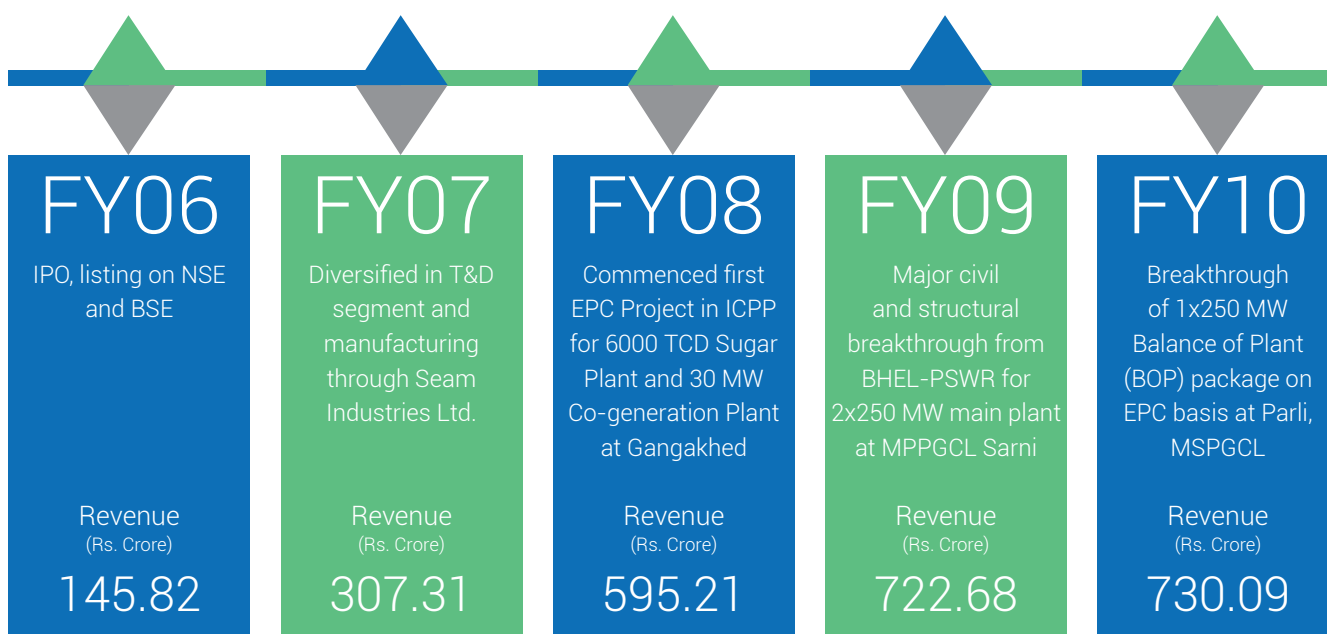 FY06
IPO, listing on NSE
and BSE
Revenue
(Rs. Crore)
145.82
FY07
Diversified in T&D
segment and
manufacturing
through Seam
Industries Ltd.
Revenue
(Rs. Crore)
307.31
FY08
Commenced first
EPC Project in ICPP
for 6000 TCD Sugar
Plant and 30 MW
Co-generation Plant
at Gangakhed
Revenue
(Rs. Crore)
595.21
FY09
Major civil
and structural
breakthrough from
BHEL-PSWR for
2x250 MW main plant
at MPPGCL Sarni
Revenue
(Rs. Crore)
722.68
FY10
Breakthrough
of 1x250 MW
Balance of Plant
(BOP) package on
EPC basis at Parli,
MSPGCL
Revenue
(Rs. Crore)
730.09